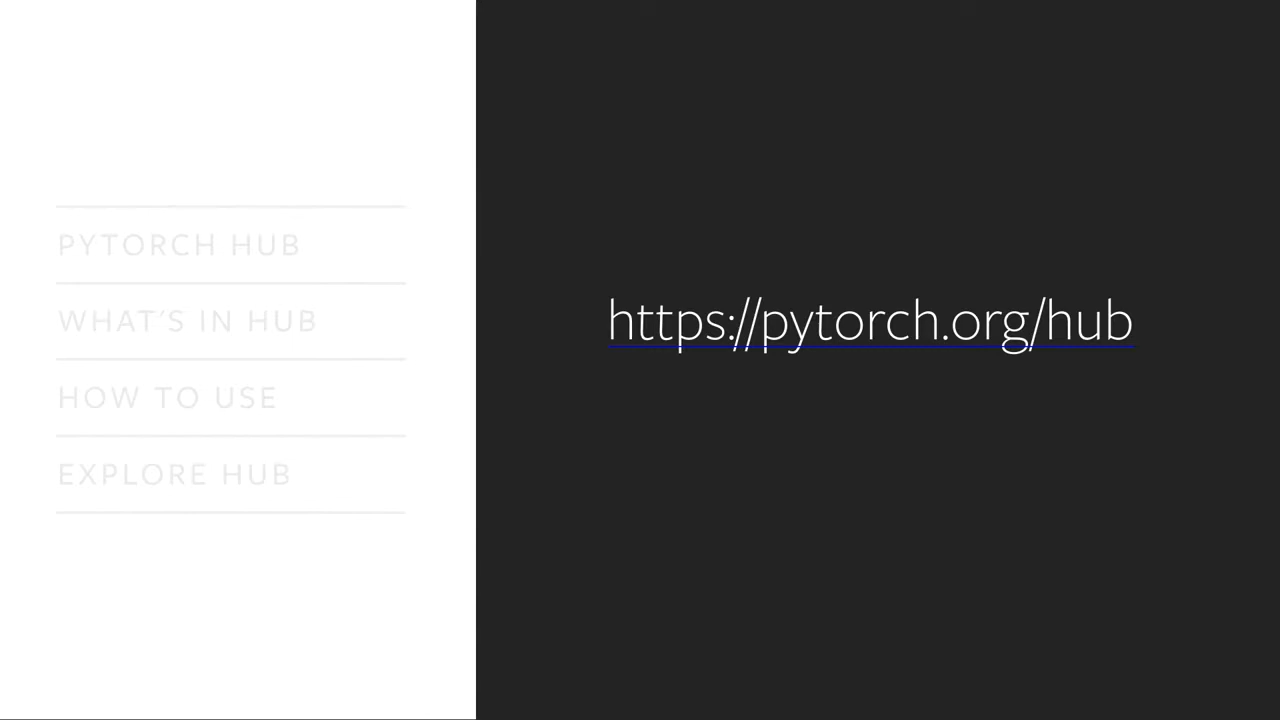 PYTORCH HUB
WHAT'S IN HUB
HOW TO USE
EXPLORE HUB
https://pytorch.org/hub